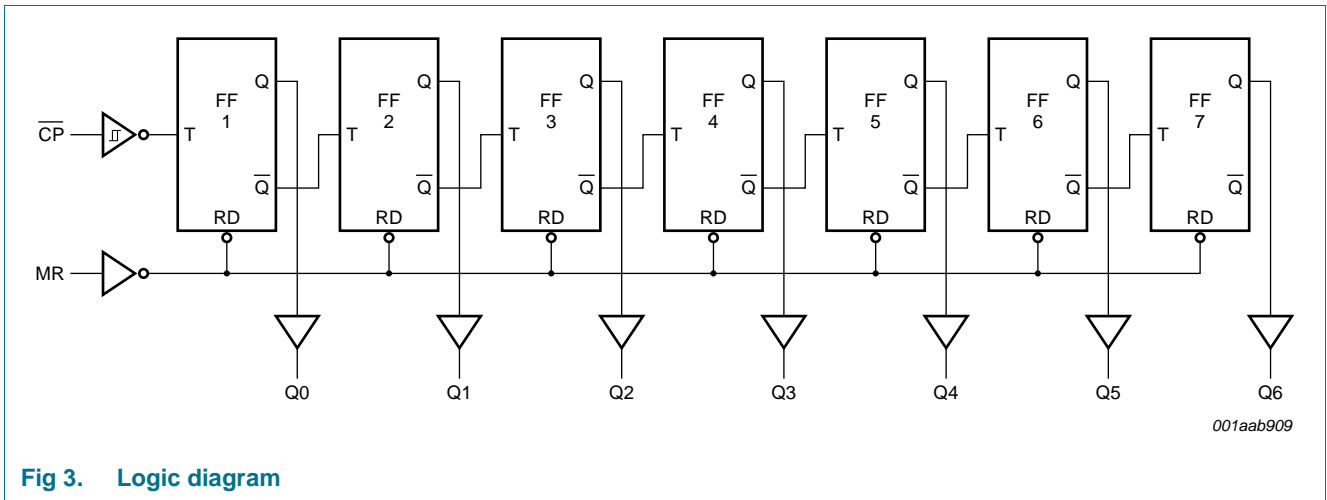 Q Q Q Q Q Q Q
FF FF FF FF FF FF FF
1 2 3 4 5 6 7
C̅P̅ T T T T T T T
Q̅ Q̅ Q̅ Q̅ Q̅ Q̅ Q̅
RD RD RD RD RD RD RD
MR
Q0 Q1 Q2 Q3 Q4 Q5 Q6
001aab909
Fig 3. Logic diagram